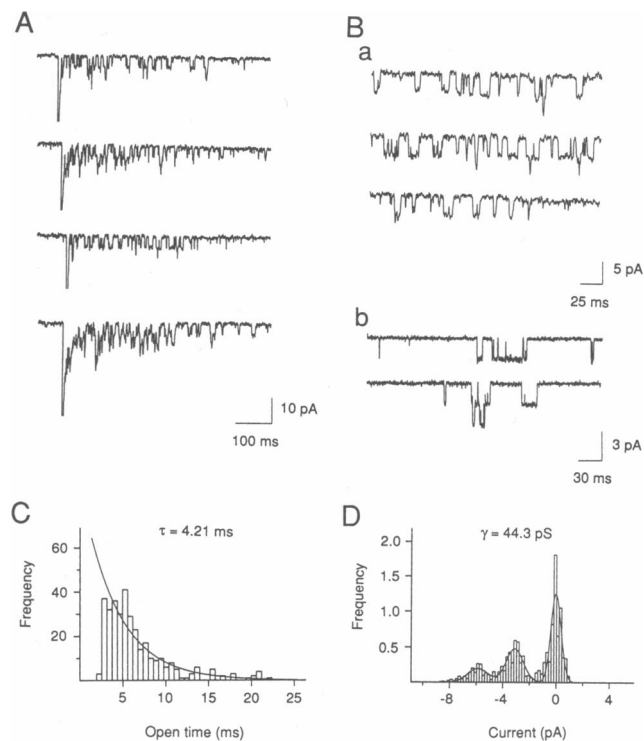 A
10 pA
100 ms
B
a
5 pA
25 ms
b
3 pA
30 ms
C
τ = 4.21 ms
Frequency
60
40
20
5 10 15 20 25
Open time (ms)
D
γ = 44.3 pS
Frequency
2.0
1.5
1.0
0.5
-8 -4 0 4
Current (pA)